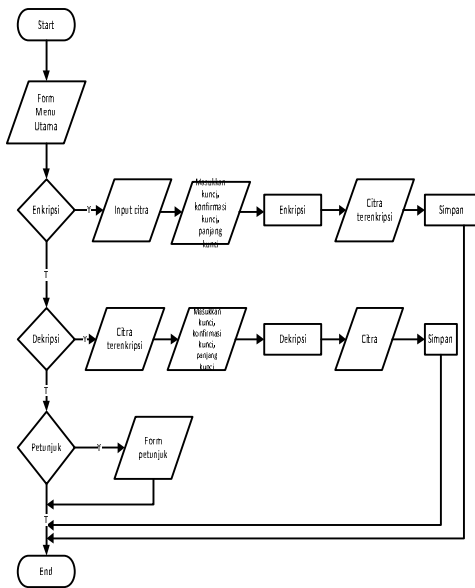 Start
Form
Menu
Utama
Enkripsi
Y
Input citra
Masukkan
kunci,
konfirmasi
kunci,
panjang
kunci
Enkripsi
Citra
terenkripsi
Simpan
T
Dekripsi
Y
Citra
terenkripsi
Masukkan
kunci,
konfirmasi
kunci,
panjang
kunci
Dekripsi
Citra
Simpan
T
Petunjuk
Y
Form
petunjuk
T
End